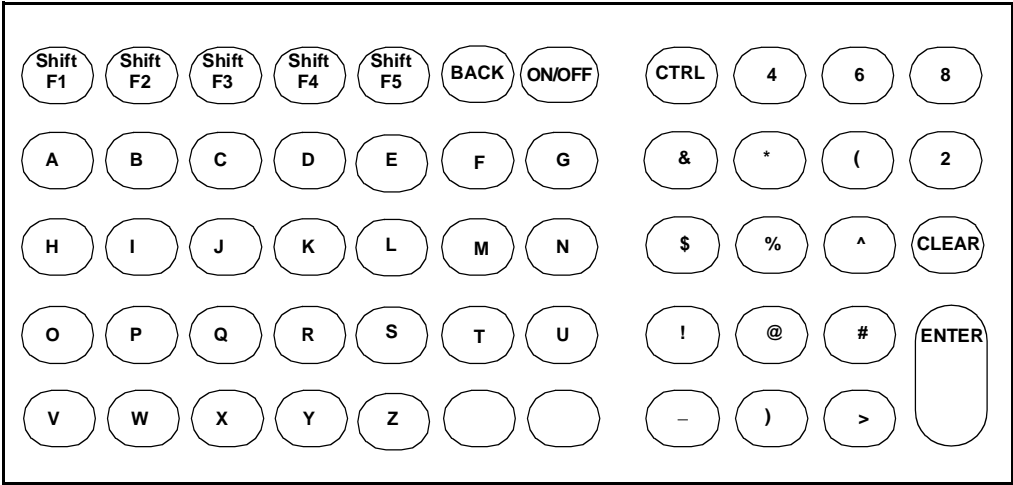 Shift Shift Shift Shift Shift BACK ON/OFF CTRL 4 6 8
F1 F2 F3 F4 F5
A B C D E F G & * ( 2
H I J K L M N $ % ^ CLEAR
O P Q R S T U ! @ # ENTER
V W X Y Z _ ) >